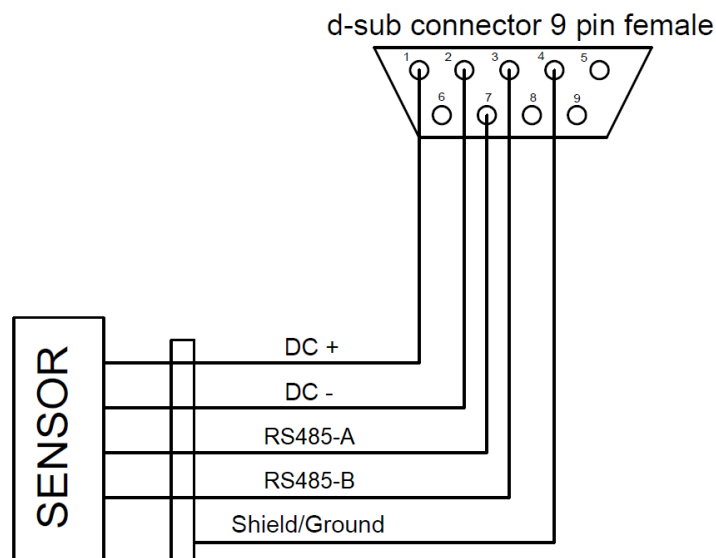 d-sub connector 9 pin female
1 2 3 4 5
6 7 8 9
DC +
DC -
RS485-A
RS485-B
Shield/Ground
SENSOR